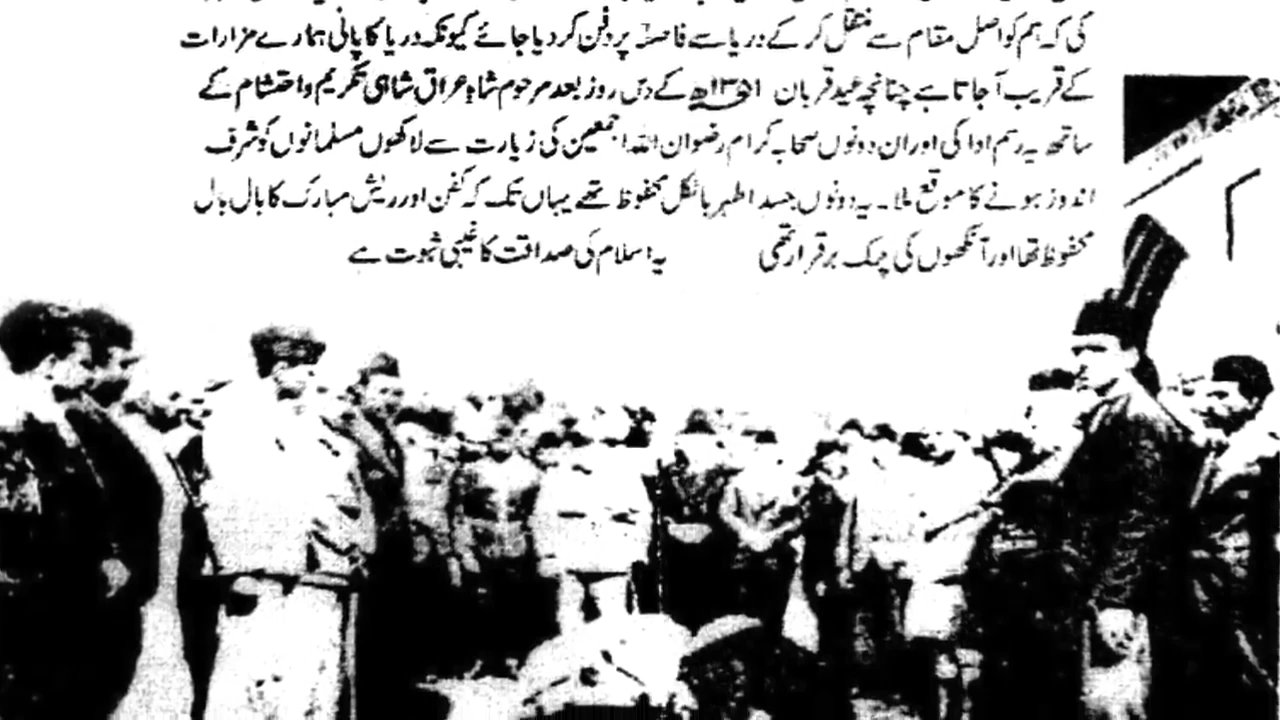 کی کہ ہم کو اصل مقام سے منتقل کر کے دریا سے فاصلہ پر دفن کر دیا جائے کیونکہ دریا کا پانی ہمارے مزارات
کے قریب آ جاتا ہے چنانچہ عید قربان ۱۳۵۱ھ کے دس روز بعد مرحوم شاہِ عراق شاہی تکریم و احتشام کے
ساتھ یہ رسم ادا کی اور ان دونوں صحابہ کرام رضوان اللہ اجمعین کی زیارت سے لاکھوں مسلمانوں کو شرف
اندوز ہونے کا موقع ملا۔ یہ دونوں جسد اطہر بالکل محفوظ تھے یہاں تک کہ کفن اور ریش مبارک کا بال بال
محفوظ تھا اور آنکھوں کی چمک برقرار تھی یہ اسلام کی صداقت کا غیبی ثبوت ہے